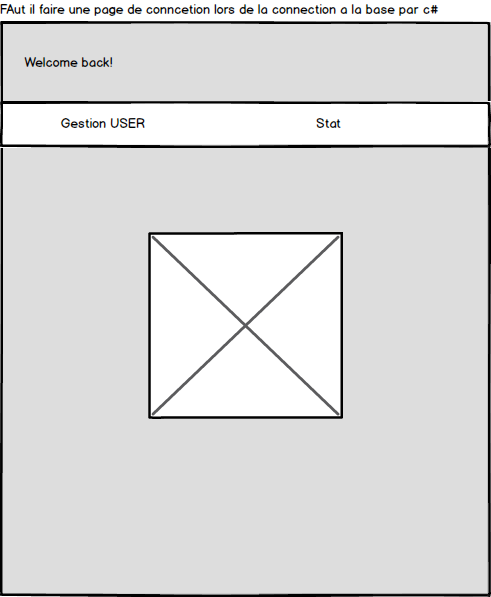 FAut il faire une page de conncetion lors de la connection a la base par c#
Welcome back!
Gestion USER
Stat